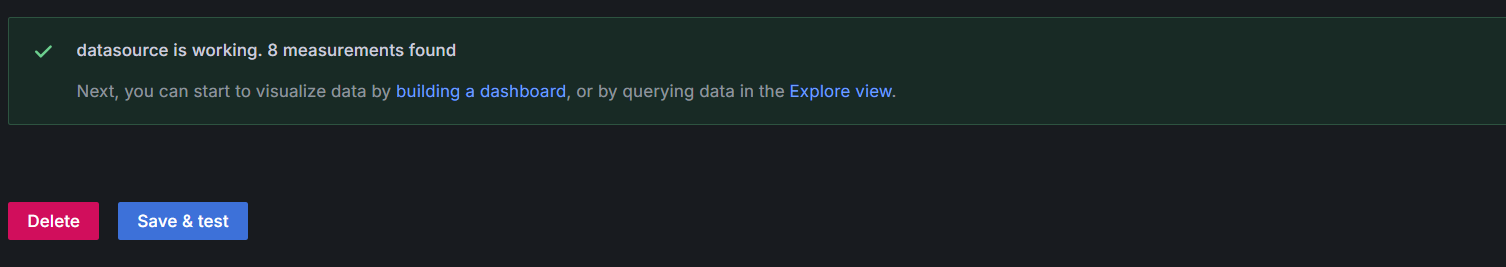 datasource is working. 8 measurements found
Next, you can start to visualize data by building a dashboard, or by querying data in the Explore view.
Delete
Save & test